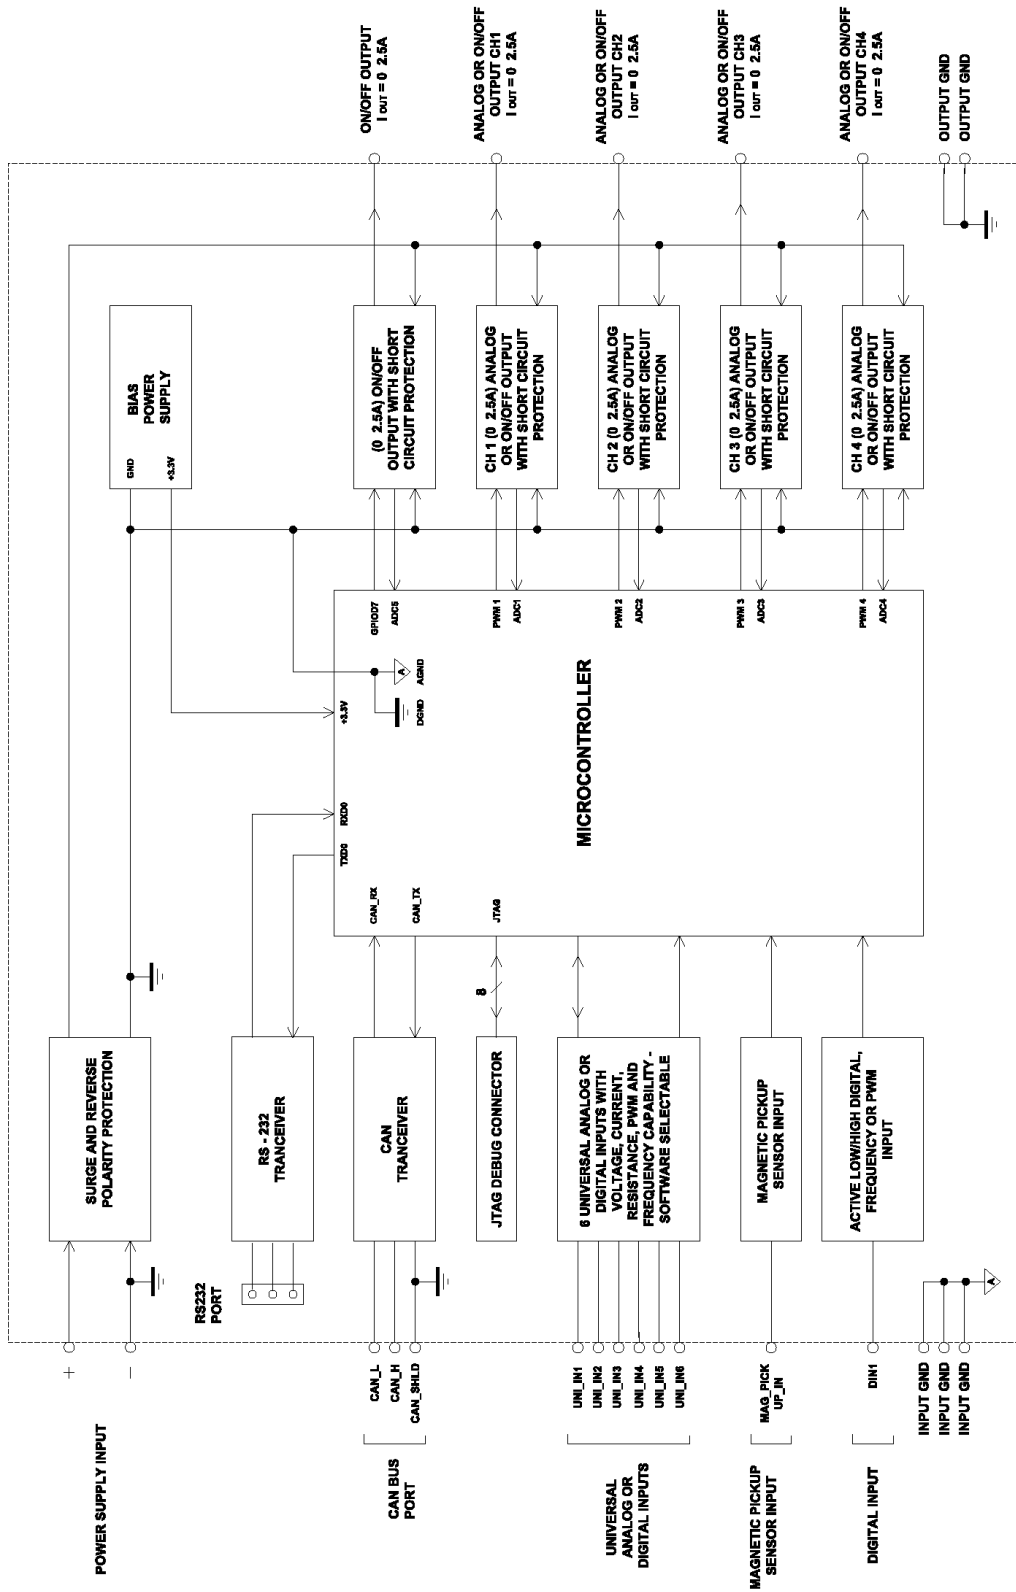 POWER SUPPLY INPUT
+
−
SURGE AND REVERSE
POLARITY PROTECTION
BIAS
POWER
SUPPLY
GND
+3.3V
RS232
PORT
RS - 232
TRANCEIVER
CAN BUS
PORT
CAN_L
CAN_H
CAN_SHLD
CAN
TRANCEIVER
JTAG DEBUG CONNECTOR
8
UNIVERSAL
ANALOG OR
DIGITAL INPUTS
UNI_IN1
UNI_IN2
UNI_IN3
UNI_IN4
UNI_IN5
UNI_IN6
6 UNIVERSAL ANALOG OR
DIGITAL INPUTS WITH
VOLTAGE, CURRENT,
RESISTANCE, PWM AND
FREQUENCY CAPABILITY -
SOFTWARE SELECTABLE
MAGNETIC PICKUP
SENSOR INPUT
MAG_PICK
UP_IN
MAGNETIC PICKUP
SENSOR INPUT
DIGITAL INPUT
DIN1
ACTIVE LOW/HIGH DIGITAL,
FREQUENCY OR PWM
INPUT
INPUT GND
INPUT GND
INPUT GND
A
MICROCONTROLLER
CAN_RX
CAN_TX
JTAG
TXD0
RXD0
+3.3V
DGND
AGND
A
GPIOD7
ADC5
PWM 1
ADC1
PWM 2
ADC2
PWM 3
ADC3
PWM 4
ADC4
(0 2.5A) ON/OFF
OUTPUT WITH SHORT
CIRCUIT PROTECTION
CH 1 (0 2.5A) ANALOG
OR ON/OFF OUTPUT
WITH SHORT CIRCUIT
PROTECTION
CH 2 (0 2.5A) ANALOG
OR ON/OFF OUTPUT
WITH SHORT CIRCUIT
PROTECTION
CH 3 (0 2.5A) ANALOG
OR ON/OFF OUTPUT
WITH SHORT CIRCUIT
PROTECTION
CH 4 (0 2.5A) ANALOG
OR ON/OFF OUTPUT
WITH SHORT CIRCUIT
PROTECTION
ON/OFF OUTPUT
I OUT = 0 2.5A
ANALOG OR ON/OFF
OUTPUT CH1
I OUT = 0 2.5A
ANALOG OR ON/OFF
OUTPUT CH2
I OUT = 0 2.5A
ANALOG OR ON/OFF
OUTPUT CH3
I OUT = 0 2.5A
ANALOG OR ON/OFF
OUTPUT CH4
I OUT = 0 2.5A
OUTPUT GND
OUTPUT GND